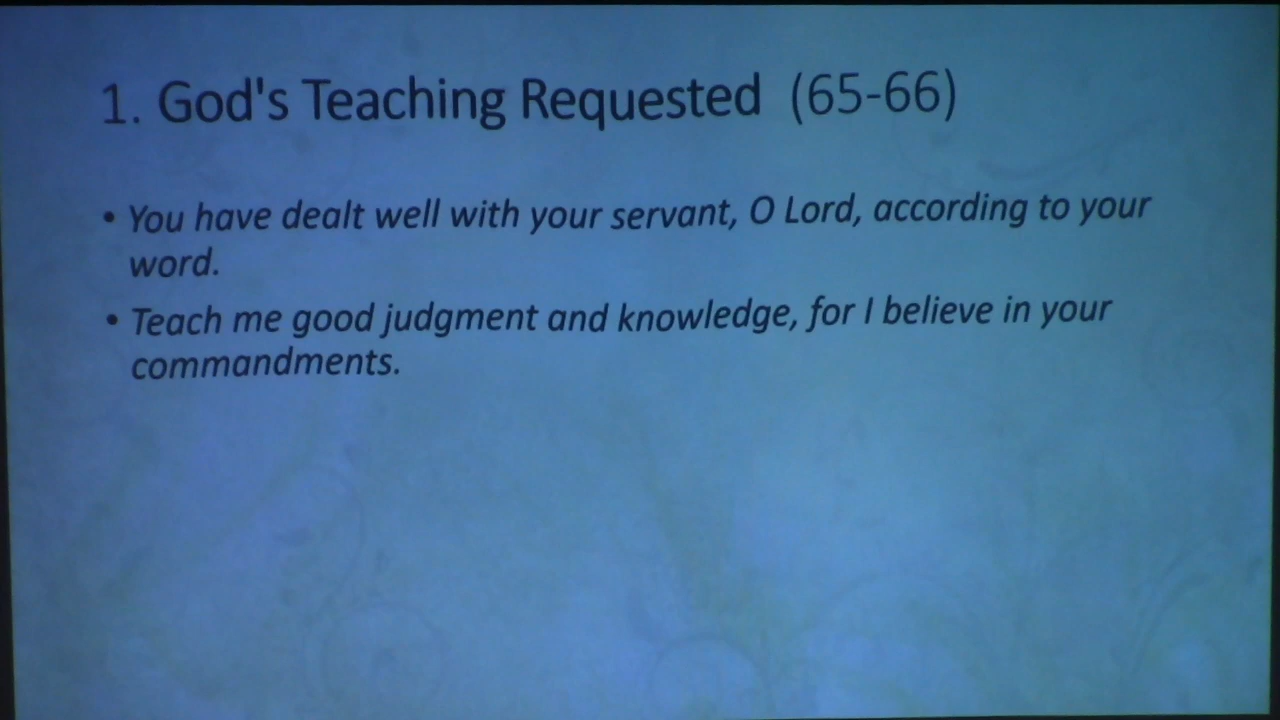 1. God's Teaching Requested (65-66)
• You have dealt well with your servant, O Lord, according to your
word.
• Teach me good judgment and knowledge, for I believe in your
commandments.